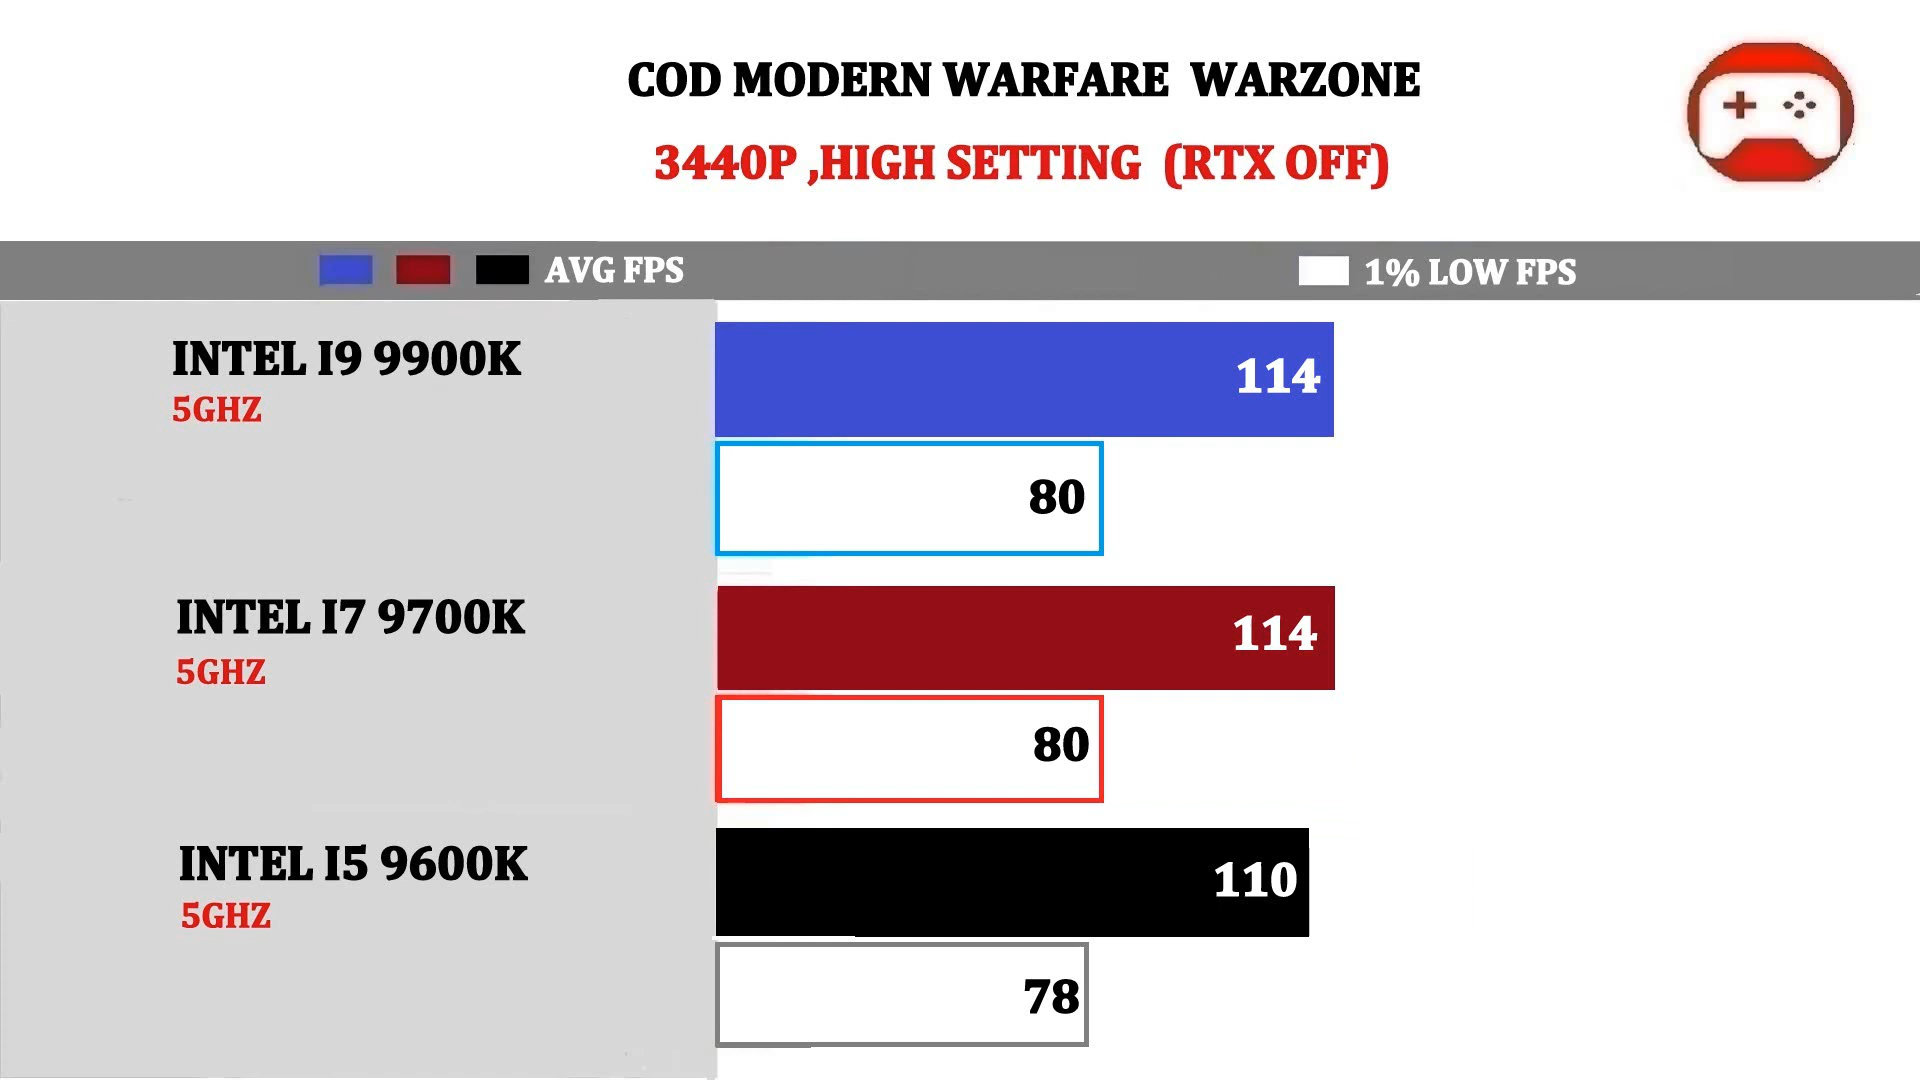 COD MODERN WARFARE WARZONE
3440P ,HIGH SETTING (RTX OFF)
AVG FPS
1% LOW FPS
INTEL I9 9900K
5GHZ
114
80
INTEL I7 9700K
5GHZ
114
80
INTEL I5 9600K
5GHZ
110
78